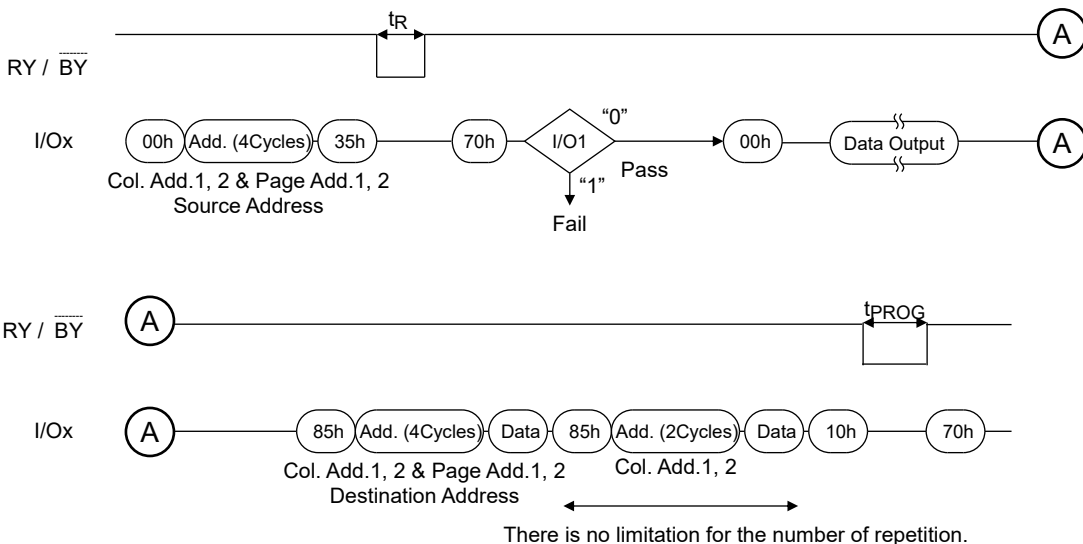 tR
A
RY / BY
I/Ox 00h Add. (4Cycles) 35h 70h I/O1 "0" 00h Data Output A
Pass
"1"
Col. Add.1, 2 & Page Add.1, 2
Source Address
Fail
tPROG
RY / BY A
I/Ox A 85h Add. (4Cycles) Data 85h Add. (2Cycles) Data 10h 70h
Col. Add.1, 2 & Page Add.1, 2 Col. Add.1, 2
Destination Address
There is no limitation for the number of repetition.